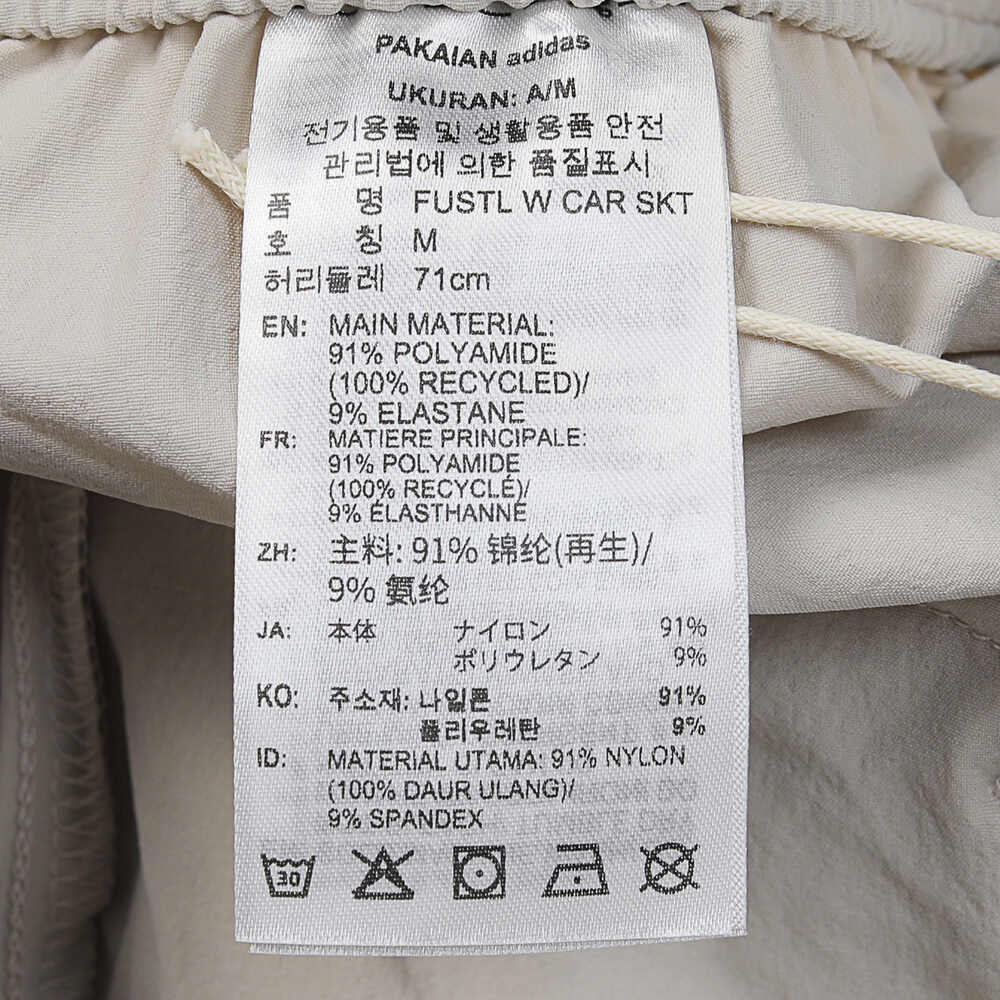 PAKAIAN adidas
UKURAN: A/M
전기용품 및 생활용품 안전
관리법에 의한 품질표시
품 명 FUSTL W CAR SKT
호 칭 M
허리둘레 71cm
EN: MAIN MATERIAL:
91% POLYAMIDE
(100% RECYCLED)/
9% ELASTANE
FR: MATIERE PRINCIPALE:
91% POLYAMIDE
(100% RECYCLÉ)/
9% ÉLASTHANNE
ZH: 主料: 91% 锦纶(再生)/
9% 氨纶
JA: 本体 ナイロン 91%
ポリウレタン 9%
KO: 주소재: 나일론 91%
폴리우레탄 9%
ID: MATERIAL UTAMA: 91% NYLON
(100% DAUR ULANG)/
9% SPANDEX
30